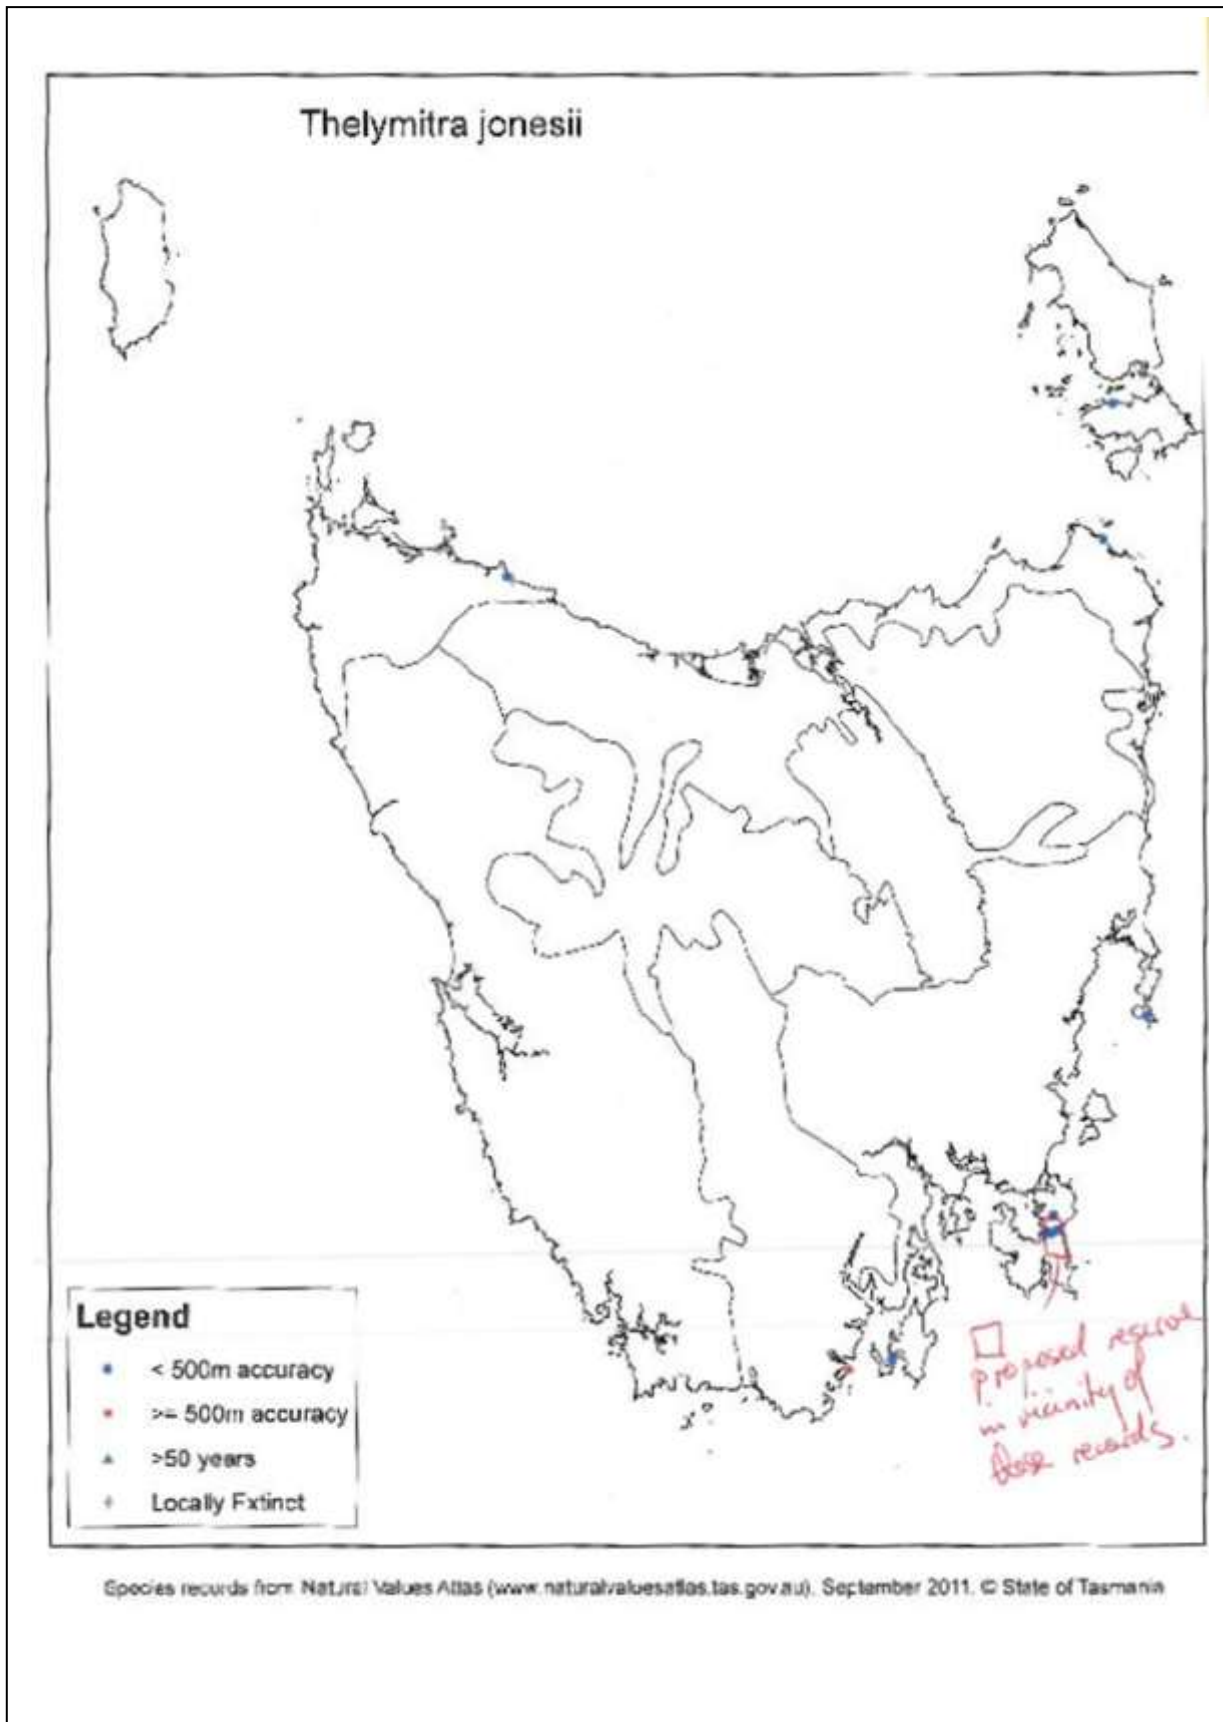 Thelymitra jonesii
Legend
< 500m accuracy
>= 500m accuracy
>50 years
Locally Extinct
proposed reserve
in vicinity of
these records.
Species records from Natural Values Atlas (www.naturalvaluesatlas.tas.gov.au). September 2011. © State of Tasmania